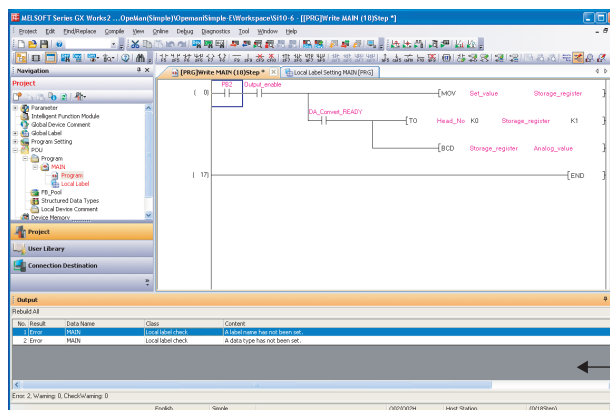 MELSOFT Series GX Works2 ...OpeMan(Simple)\OpemaniSimple-E\Workspace\Si10-6 - [[PRG]Write MAIN (18)Step *]
Project Edit Find/Replace Compile View Online Debug Diagnostics Tool Window Help
Navigation
[PRG]Write MAIN (18)Step *
Local Label Setting MAIN [PRG]
Project
Parameter
Intelligent Function Module
Global Device Comment
Global Label
Program Setting
POU
Program
MAIN
Program
Local Label
FB_Pool
Structured Data Types
Local Device Comment
Device Memory
Project
User Library
Connection Destination
PB2 Output_enable
( 0) [MOV Set_value Storage_register ]
DA_Convert_READY
[TO Head_No K0 Storage_register K1 ]
[BCD Storage_register Analog_value ]
( 17) [END ]
Output
Rebuild All
No. Result Data Name Class Content
1 Error MAIN Local label check A label name has not been set.
2 Error MAIN Local label check A data type has not been set.
Error: 2, Warning: 0, CheckWarning: 0
English Simple Q02/Q02H Host Station (0/18Step)